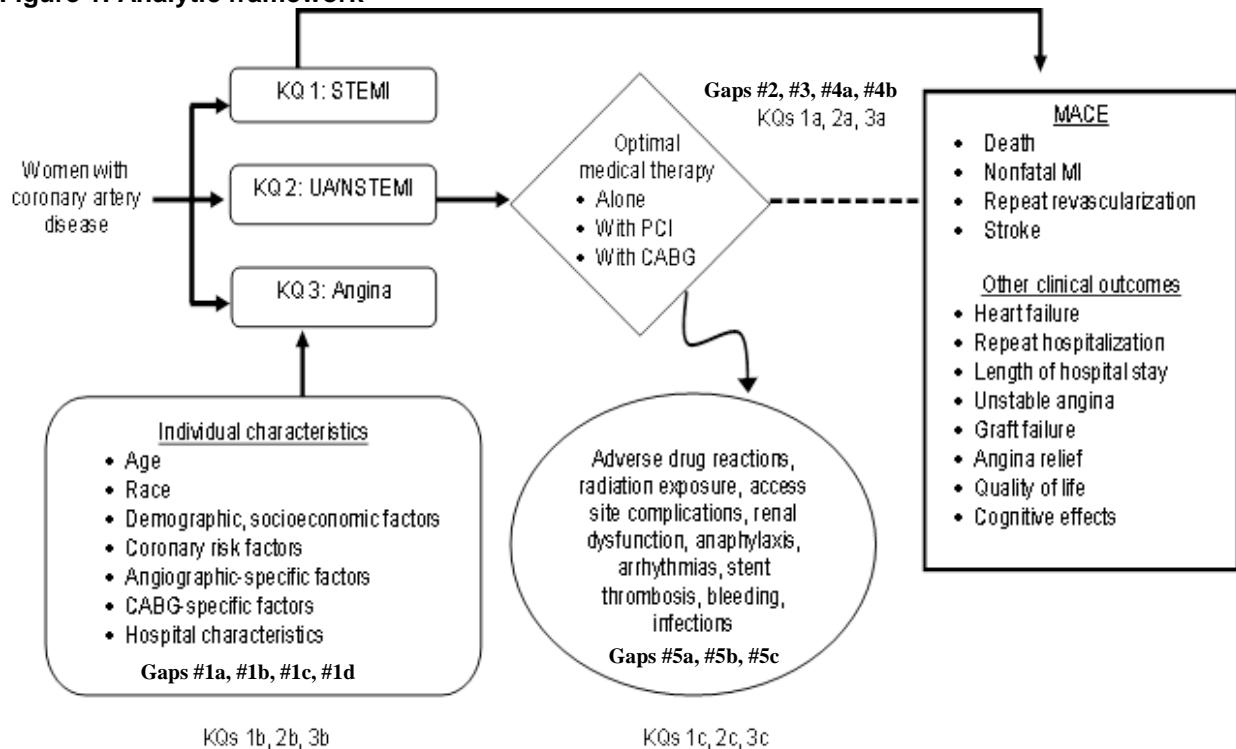 Figure 1. Analytic framework
KQ 1: STEMI
Women with
coronary artery
disease
KQ 2: UA/NSTEMI
KQ 3: Angina
Optimal
medical therapy
• Alone
• With PCI
• With CABG
Gaps #2, #3, #4a, #4b
KQs 1a, 2a, 3a
MACE
• Death
• Nonfatal MI
• Repeat revascularization
• Stroke
Other clinical outcomes
• Heart failure
• Repeat hospitalization
• Length of hospital stay
• Unstable angina
• Graft failure
• Angina relief
• Quality of life
• Cognitive effects
Individual characteristics
• Age
• Race
• Demographic, socioeconomic factors
• Coronary risk factors
• Angiographic-specific factors
• CABG-specific factors
• Hospital characteristics
Gaps #1a, #1b, #1c, #1d
KQs 1b, 2b, 3b
Adverse drug reactions,
radiation exposure, access
site complications, renal
dysfunction, anaphylaxis,
arrhythmias, stent
thrombosis, bleeding,
infections
Gaps #5a, #5b, #5c
KQs 1c, 2c, 3c